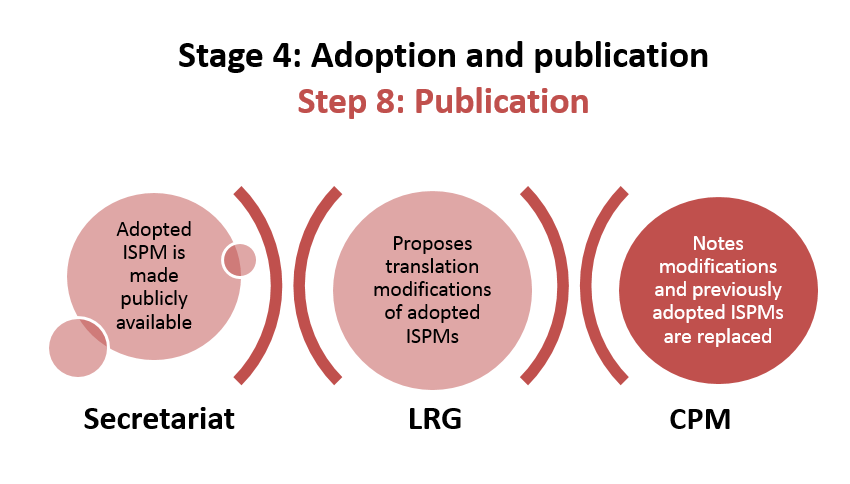 Stage 4: Adoption and publication
Step 8: Publication
Adopted
ISPM is
made
publicly
available
Proposes
translation
modifications
of adopted
ISPMs
Notes
modifications
and previously
adopted ISPMs
are replaced
Secretariat
LRG
CPM